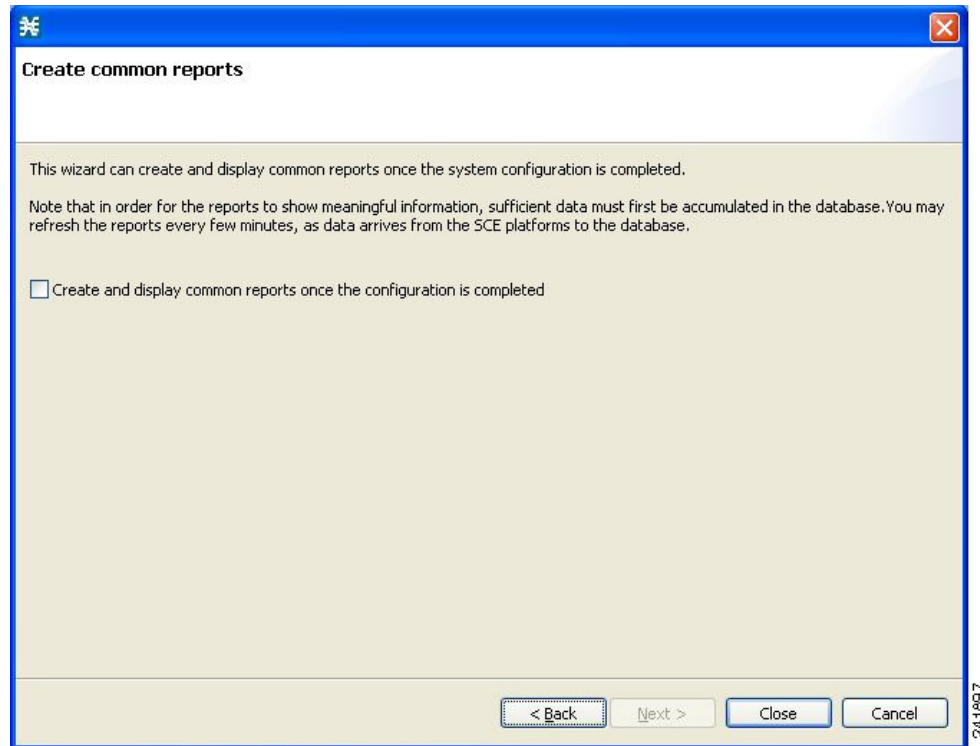 Create common reports
This wizard can create and display common reports once the system configuration is completed.
Note that in order for the reports to show meaningful information, sufficient data must first be accumulated in the database.You may
refresh the reports every few minutes, as data arrives from the SCE platforms to the database.
Create and display common reports once the configuration is completed
< Back
Next >
Close
Cancel
241897